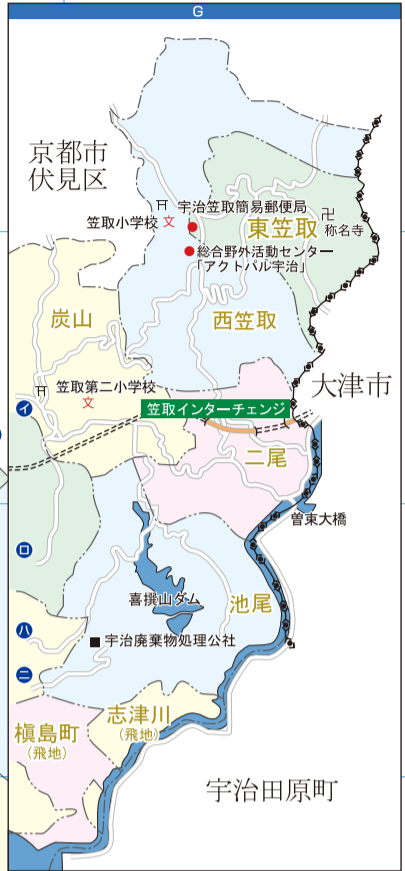 G
京都市
伏見区
宇治笠取簡易郵便局
笠取小学校 文
東笠取
卍
称名寺
総合野外活動センター
「アクトパル宇治」
炭山
西笠取
大津市
笠取第二小学校
文
イ
笠取インターチェンジ
二尾
曽東大橋
ロ
喜撰山ダム
池尾
ハ
宇治廃棄物処理公社
ニ
志津川
(飛地)
槇島町
(飛地)
宇治田原町